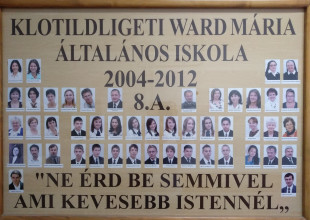 KLOTILDLIGETI WARD MÁRIA
ÁLTALÁNOS ISKOLA
2004-2012
8.A.
"NE ÉRD BE SEMMIVEL
AMI KEVESEBB ISTENNÉL„